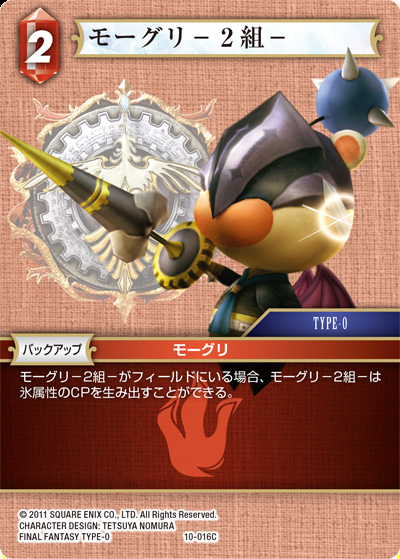 2
モーグリ－２組－
TYPE-0
バックアップ
モーグリ
モーグリ－2組－がフィールドにいる場合、モーグリ－2組－は
氷属性のCPを生み出すことができる。
© 2011 SQUARE ENIX CO., LTD. All Rights Reserved.
CHARACTER DESIGN: TETSUYA NOMURA
FINAL FANTASY TYPE-0
10-016C